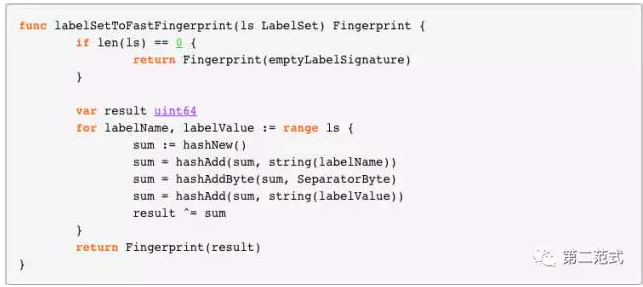 func labelSetToFastFingerprint(ls LabelSet) Fingerprint {
        if len(ls) == 0 {
                return Fingerprint(emptyLabelSignature)
        }

        var result uint64
        for labelName, labelValue := range ls {
                sum := hashNew()
                sum = hashAdd(sum, string(labelName))
                sum = hashAddByte(sum, SeparatorByte)
                sum = hashAdd(sum, string(labelValue))
                result ^= sum
        }
        return Fingerprint(result)
}
第二范式